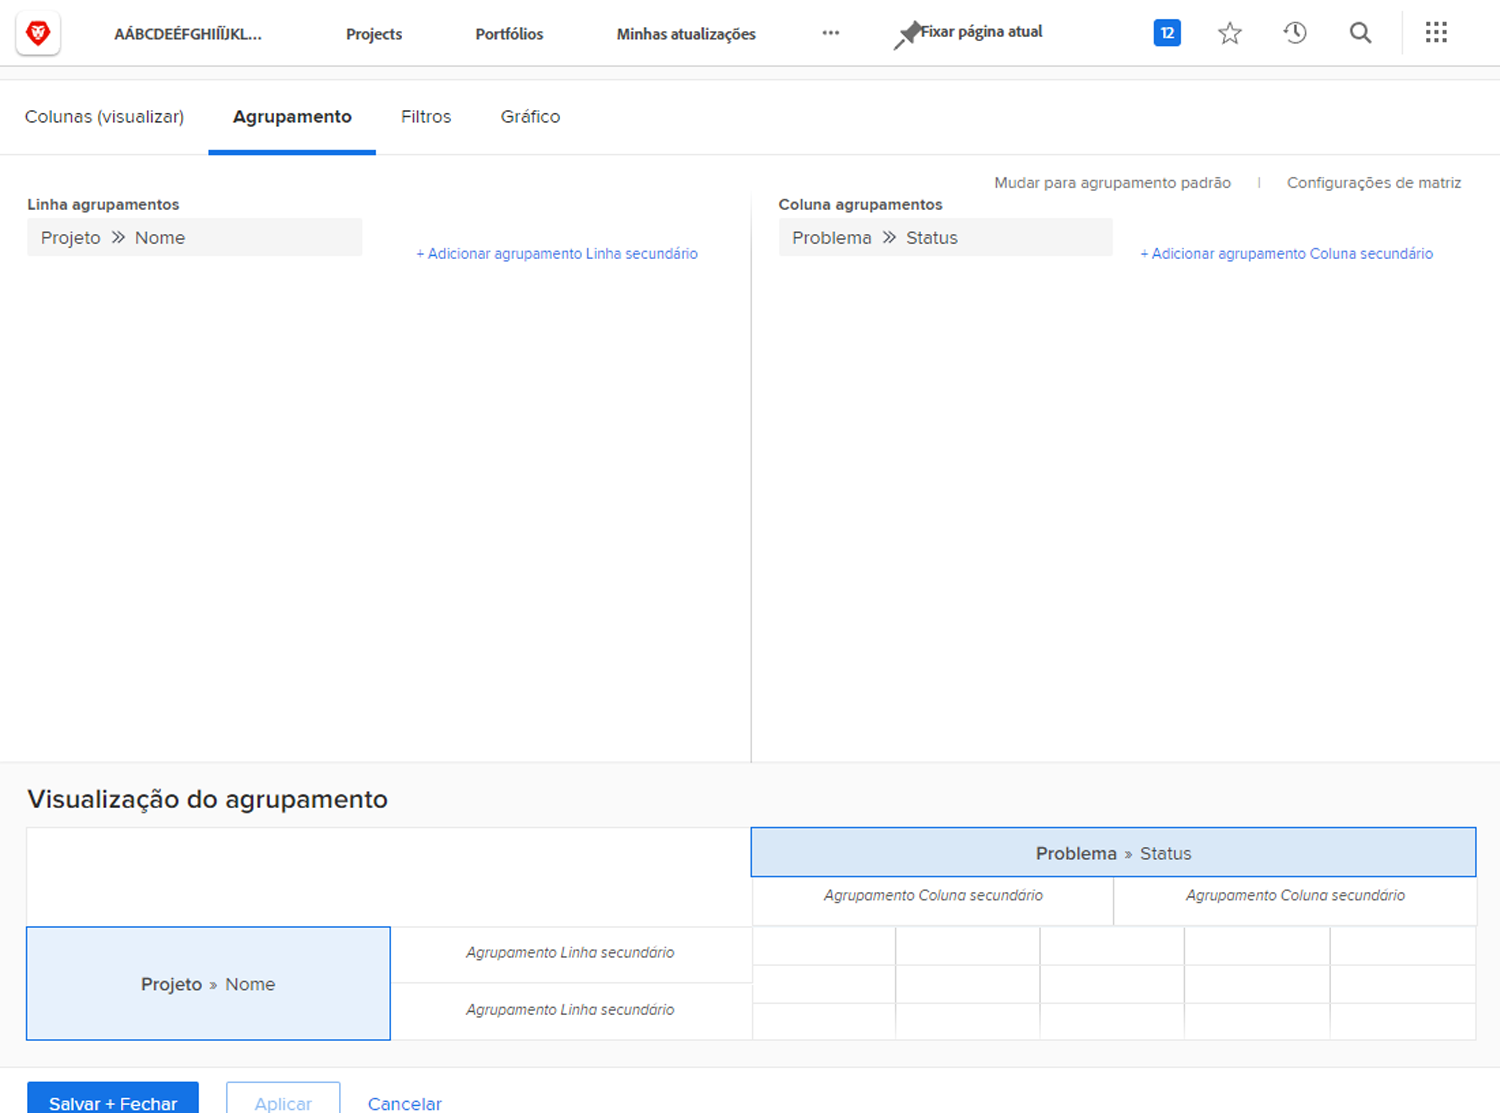 AÁBCDEÉFGHIÍÏJKL...
Projects
Portfólios
Minhas atualizações
Fixar página atual
12
Colunas (visualizar)
Agrupamento
Filtros
Gráfico
Mudar para agrupamento padrão
Configurações de matriz
Linha agrupamentos
Projeto » Nome
+ Adicionar agrupamento Linha secundário
Coluna agrupamentos
Problema » Status
+ Adicionar agrupamento Coluna secundário
Visualização do agrupamento
Problema » Status
Agrupamento Coluna secundário
Agrupamento Coluna secundário
Projeto » Nome
Agrupamento Linha secundário
Agrupamento Linha secundário
Salvar + Fechar
Aplicar
Cancelar